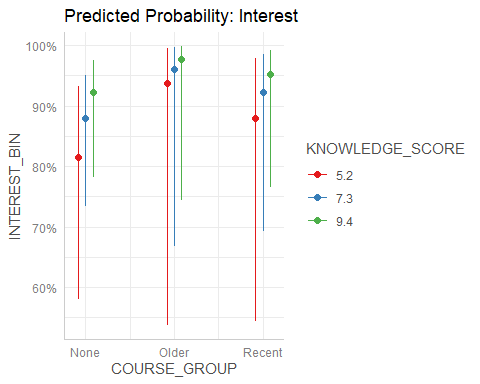 Predicted Probability: Interest
100%
90%
80%
70%
60%
INTEREST_BIN
None
Older
Recent
COURSE_GROUP
KNOWLEDGE_SCORE
5.2
7.3
9.4